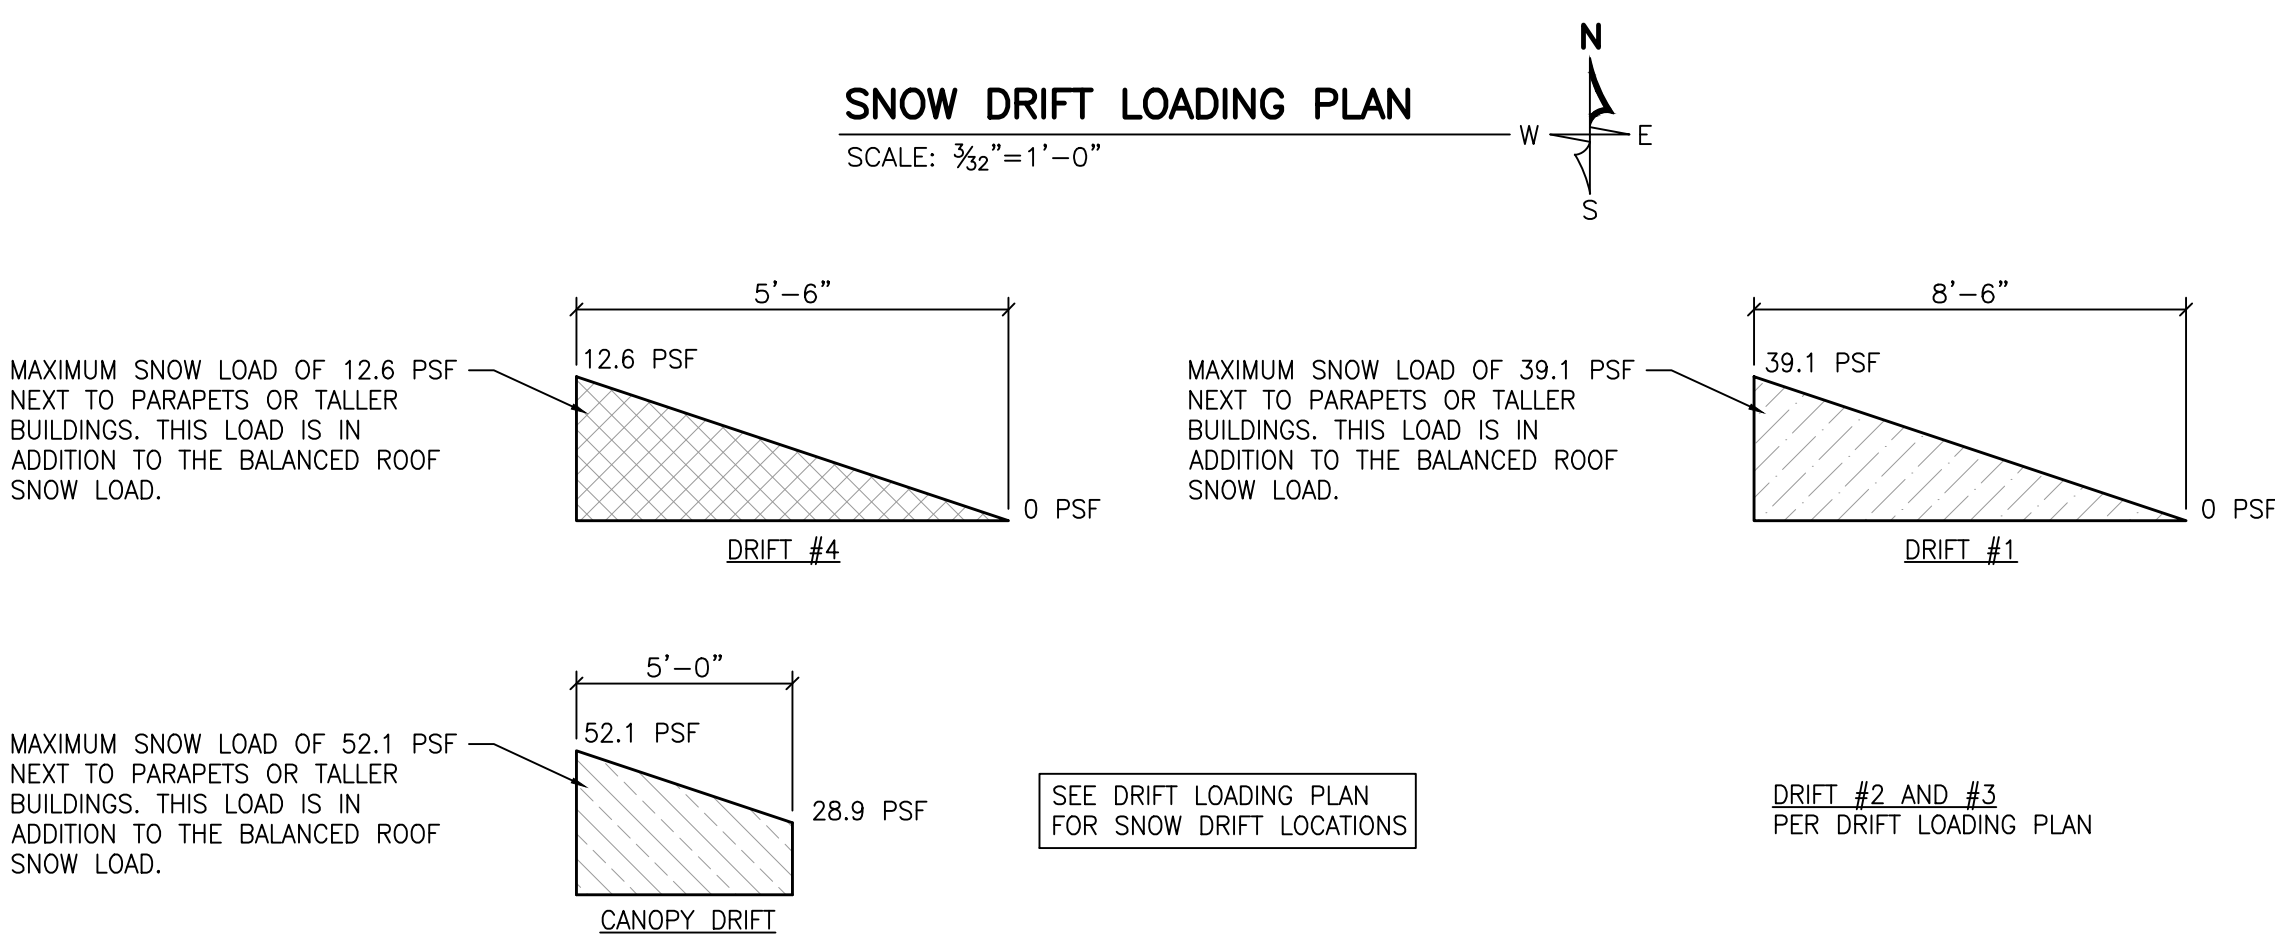 N
SNOW DRIFT LOADING PLAN
W E
SCALE: 3/32"=1'-0"
S
5'-6"
12.6 PSF
MAXIMUM SNOW LOAD OF 12.6 PSF
NEXT TO PARAPETS OR TALLER
BUILDINGS. THIS LOAD IS IN
ADDITION TO THE BALANCED ROOF
SNOW LOAD.
0 PSF
DRIFT #4
8'-6"
39.1 PSF
MAXIMUM SNOW LOAD OF 39.1 PSF
NEXT TO PARAPETS OR TALLER
BUILDINGS. THIS LOAD IS IN
ADDITION TO THE BALANCED ROOF
SNOW LOAD.
0 PSF
DRIFT #1
5'-0"
52.1 PSF
MAXIMUM SNOW LOAD OF 52.1 PSF
NEXT TO PARAPETS OR TALLER
BUILDINGS. THIS LOAD IS IN
ADDITION TO THE BALANCED ROOF
SNOW LOAD.
28.9 PSF
CANOPY DRIFT
SEE DRIFT LOADING PLAN
FOR SNOW DRIFT LOCATIONS
DRIFT #2 AND #3
PER DRIFT LOADING PLAN